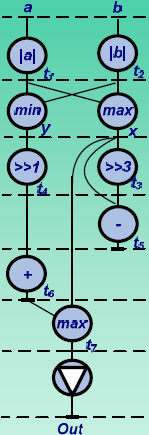 a b
|a| |b|
t1 t2
min max
y x
>>1 >>3
t4 t3
-
t5
+
t6
max
t7
Out